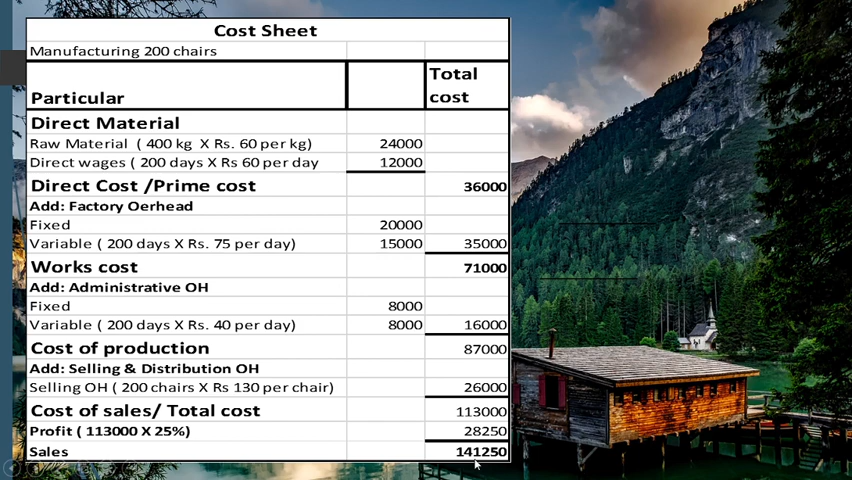 Cost Sheet
Manufacturing 200 chairs
Particular Total cost
Direct Material
Raw Material ( 400 kg X Rs. 60 per kg) 24000
Direct wages ( 200 days X Rs 60 per day 12000
Direct Cost /Prime cost 36000
Add: Factory Oerhead
Fixed 20000
Variable ( 200 days X Rs. 75 per day) 15000 35000
Works cost 71000
Add: Administrative OH
Fixed 8000
Variable ( 200 days X Rs. 40 per day) 8000 16000
Cost of production 87000
Add: Selling & Distribution OH
Selling OH ( 200 chairs X Rs 130 per chair) 26000
Cost of sales/ Total cost 113000
Profit ( 113000 X 25%) 28250
Sales 141250